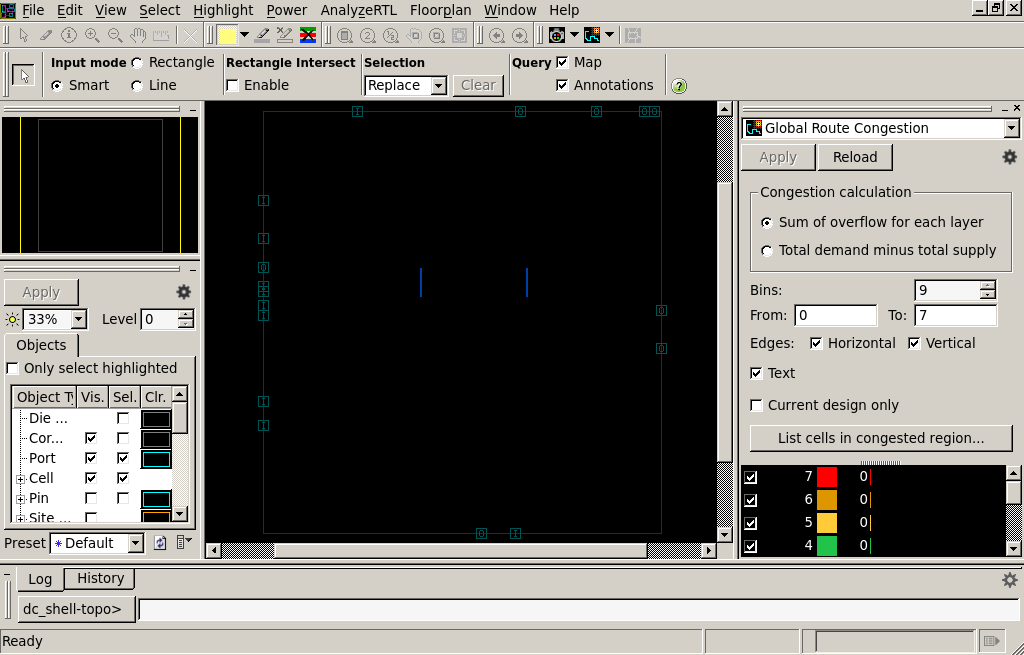 File Edit View Select Highlight Power AnalyzeRTL Floorplan Window Help
Input mode Rectangle
Smart Line
Rectangle Intersect
Enable
Selection
Replace Clear
Query Map
Annotations
Apply
33% Level 0
Objects
Only select highlighted
Object T Vis. Sel. Clr.
Die ...
Cor...
Port
Cell
Pin
Site ...
Preset * Default
Global Route Congestion
Apply Reload
Congestion calculation
Sum of overflow for each layer
Total demand minus total supply
Bins: 9
From: 0 To: 7
Edges: Horizontal Vertical
Text
Current design only
List cells in congested region...
7 0
6 0
5 0
4 0
Log History
dc_shell-topo>
Ready